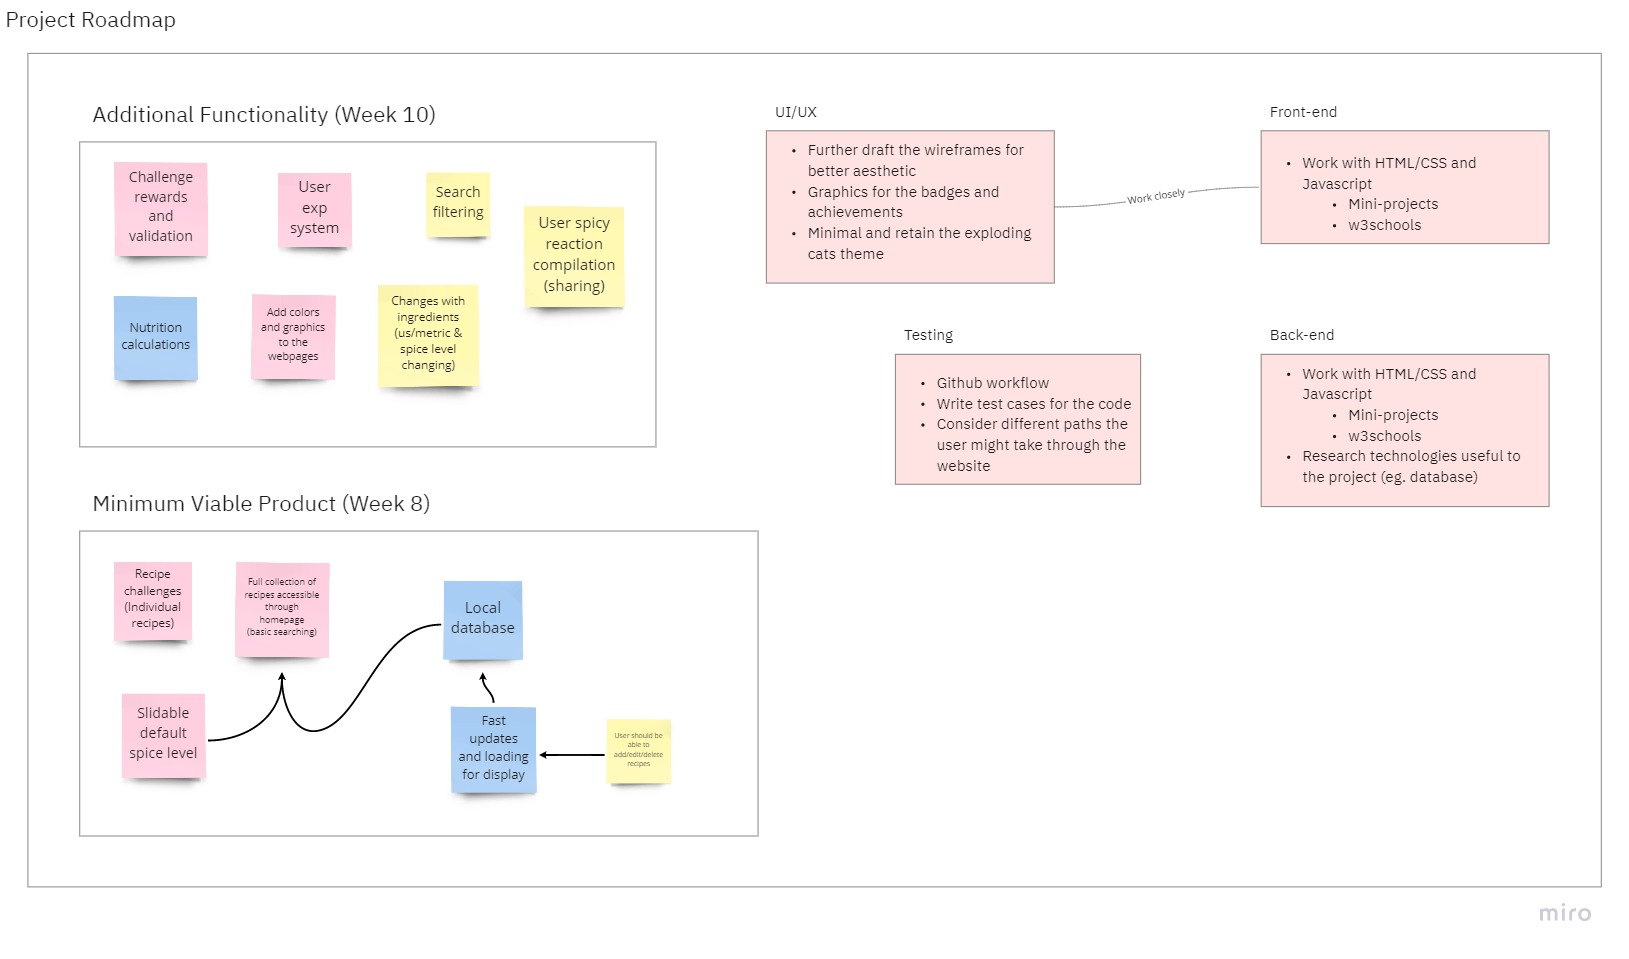 Project Roadmap
Additional Functionality (Week 10)
Challenge
rewards
and
validation
User
exp
system
Search
filtering
User spicy
reaction
compilation
(sharing)
Nutrition
calculations
Add colors
and graphics
to the
webpages
Changes with
ingredients
(us/metric &
spice level
changing)
Minimum Viable Product (Week 8)
Recipe
challenges
(Individual
recipes)
Full collection of
recipes accessible
through
homepage
(basic searching)
Local
database
Slidable
default
spice level
Fast
updates
and loading
for display
User should be
able to
add/edit/delete
recipes
UI/UX
• Further draft the wireframes for
better aesthetic
• Graphics for the badges and
achievements
• Minimal and retain the exploding
cats theme
Work closely
Front-end
• Work with HTML/CSS and
Javascript
• Mini-projects
• w3schools
Testing
• Github workflow
• Write test cases for the code
• Consider different paths the
user might take through the
website
Back-end
• Work with HTML/CSS and
Javascript
• Mini-projects
• w3schools
• Research technologies useful to
the project (eg. database)
miro